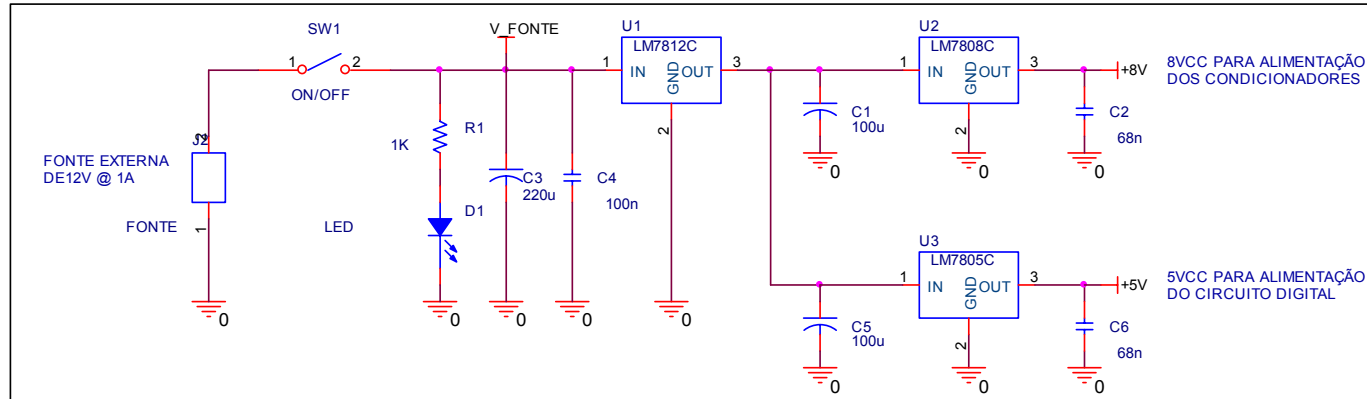 SW1
1
2
ON/OFF
V_FONTE
J2
2
FONTE EXTERNA
DE12V @ 1A
FONTE
1
0
R1
1K
D1
LED
0
C3
220u
0
C4
100n
0
U1
LM7812C
1
IN
GND
OUT
3
2
0
C1
100u
0
U2
LM7808C
1
IN
GND
OUT
3
2
0
+8V
C2
68n
0
8VCC PARA ALIMENTAÇÃO
DOS CONDICIONADORES
C5
100u
0
U3
LM7805C
1
IN
GND
OUT
3
2
0
+5V
C6
68n
0
5VCC PARA ALIMENTAÇÃO
DO CIRCUITO DIGITAL